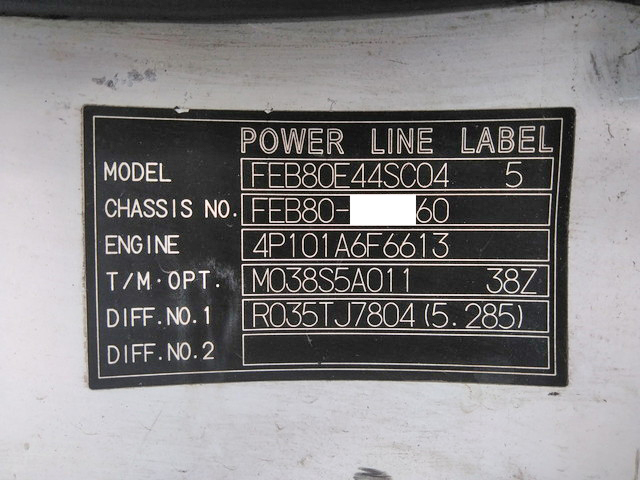 POWER LINE LABEL
MODEL FEB80E44SC04 5
CHASSIS NO. FEB80- 60
ENGINE 4P101A6F6613
T/M·OPT. M038S5A011 38Z
DIFF.NO.1 R035TJ7804(5.285)
DIFF.NO.2